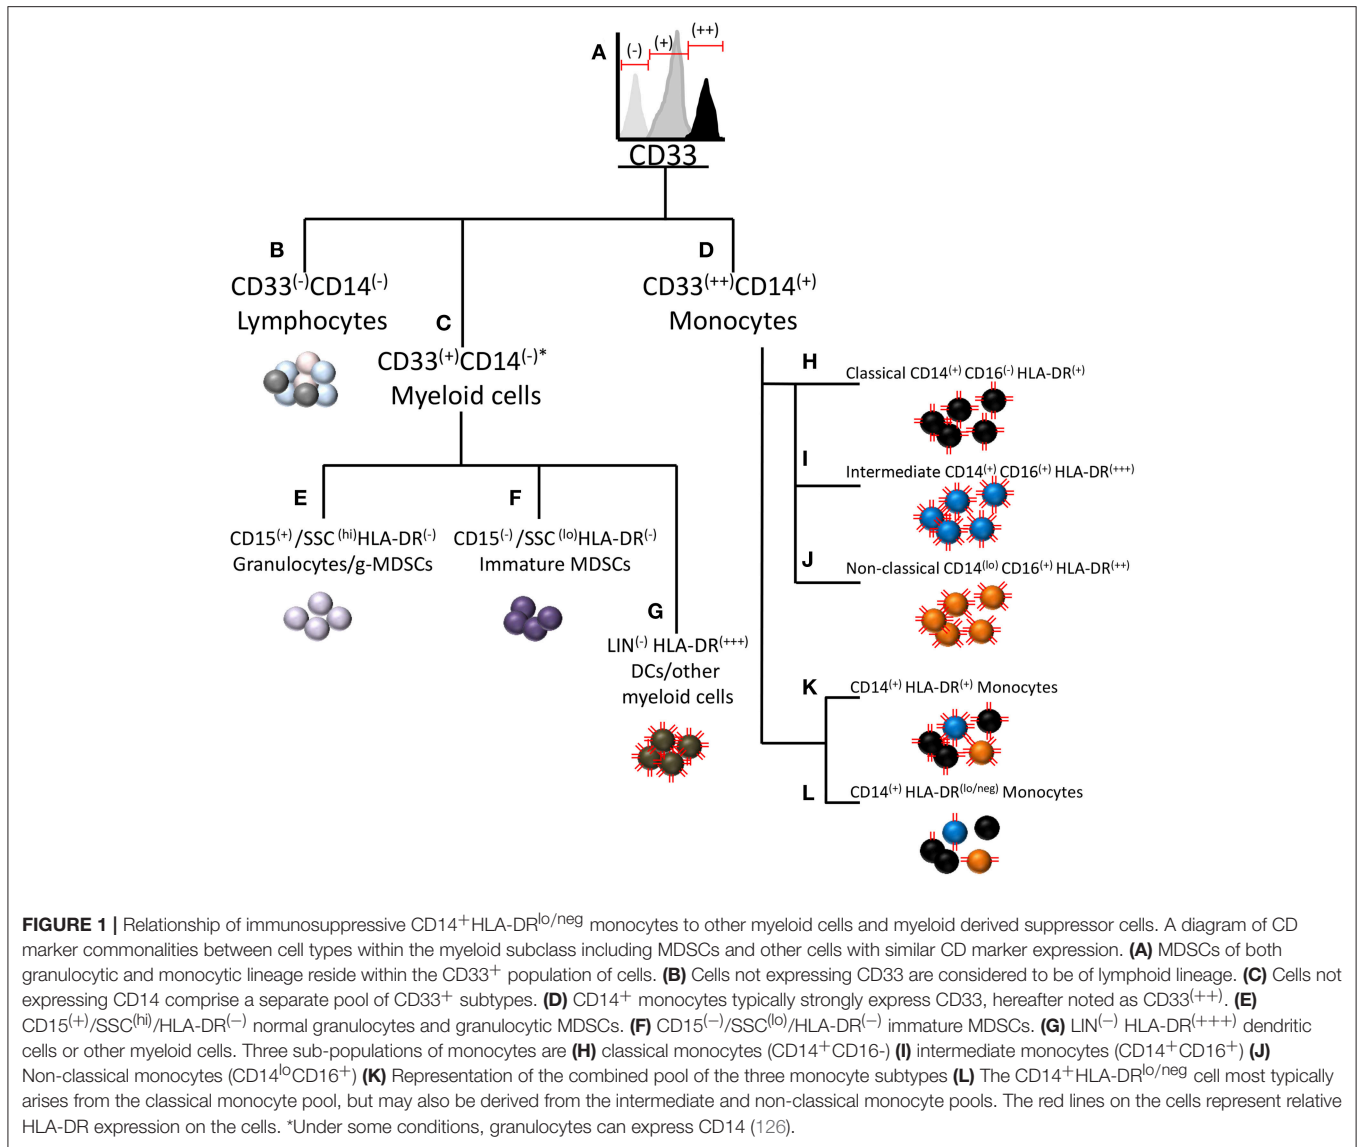 A
(-)
(+)
(++)
CD33
B
CD33(-)CD14(-)
Lymphocytes
C
CD33(+)CD14(-)*
Myeloid cells
D
CD33(++)CD14(+)
Monocytes
E
CD15(+)/SSC(hi)HLA-DR(-)
Granulocytes/g-MDSCs
F
CD15(-)/SSC(lo)HLA-DR(-)
Immature MDSCs
G
LIN(-) HLA-DR(+++)
DCs/other
myeloid cells
H
Classical CD14(+) CD16(-) HLA-DR(+)
I
Intermediate CD14(+) CD16(+) HLA-DR(+++)
J
Non-classical CD14(lo) CD16(+) HLA-DR(++)
K
CD14(+) HLA-DR(+) Monocytes
L
CD14(+) HLA-DR(lo/neg) Monocytes
FIGURE 1 | Relationship of immunosuppressive CD14+HLA-DRlo/neg monocytes to other myeloid cells and myeloid derived suppressor cells. A diagram of CD
marker commonalities between cell types within the myeloid subclass including MDSCs and other cells with similar CD marker expression. (A) MDSCs of both
granulocytic and monocytic lineage reside within the CD33+ population of cells. (B) Cells not expressing CD33 are considered to be of lymphoid lineage. (C) Cells not
expressing CD14 comprise a separate pool of CD33+ subtypes. (D) CD14+ monocytes typically strongly express CD33, hereafter noted as CD33(++). (E)
CD15(+)/SSC(hi)/HLA-DR(−) normal granulocytes and granulocytic MDSCs. (F) CD15(−)/SSC(lo)/HLA-DR(−) immature MDSCs. (G) LIN(−) HLA-DR(+++) dendritic
cells or other myeloid cells. Three sub-populations of monocytes are (H) classical monocytes (CD14+CD16-) (I) intermediate monocytes (CD14+CD16+) (J)
Non-classical monocytes (CD14loCD16+) (K) Representation of the combined pool of the three monocyte subtypes (L) The CD14+HLA-DRlo/neg cell most typically
arises from the classical monocyte pool, but may also be derived from the intermediate and non-classical monocyte pools. The red lines on the cells represent relative
HLA-DR expression on the cells. *Under some conditions, granulocytes can express CD14 (126).